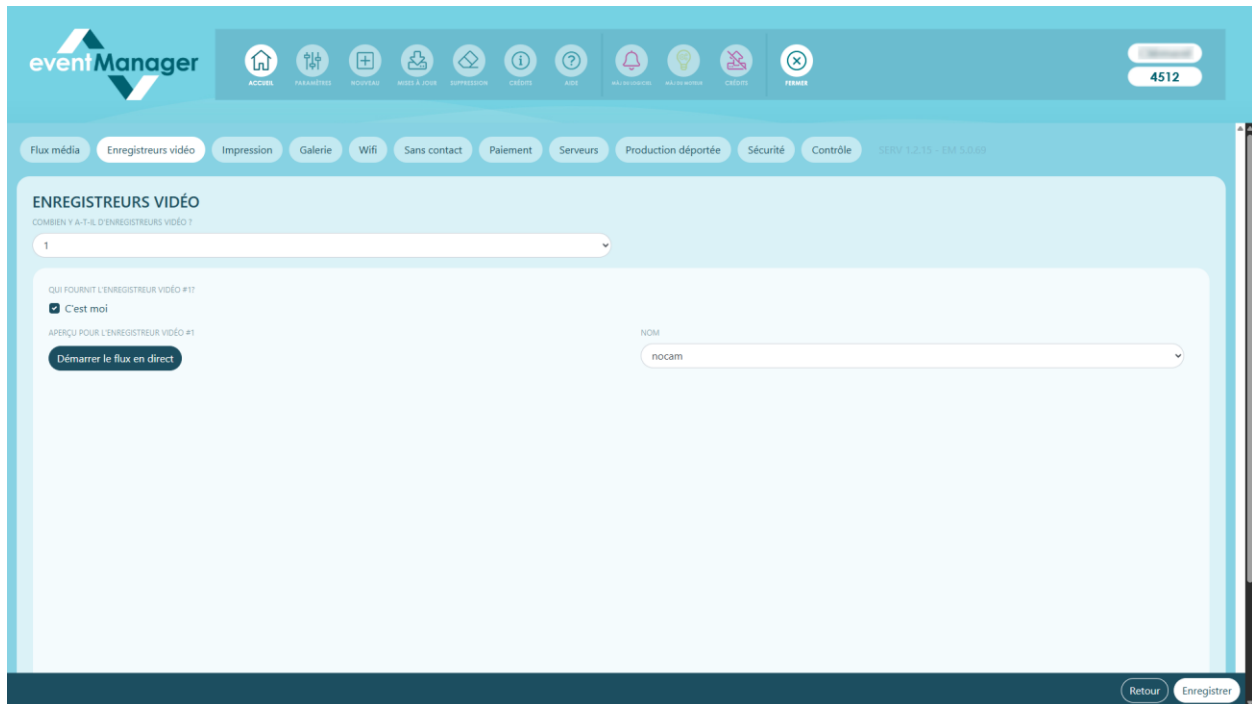 eventManager
ACCUEIL
PARAMÈTRES
NOUVEAU
MISES À JOUR
SUPPRESSION
CRÉDITS
AIDE
CRÉDITS
FERMER
4512
Flux média
Enregistreurs vidéo
Impression
Galerie
Wifi
Sans contact
Paiement
Serveurs
Production déportée
Sécurité
Contrôle
SERV 1.2.15 - EM 5.0.69
ENREGISTREURS VIDÉO
COMBIEN Y A-T-IL D'ENREGISTREURS VIDÉO ?
1
QUI FOURNIT L'ENREGISTREUR VIDÉO #1?
C'est moi
APERÇU POUR L'ENREGISTREUR VIDÉO #1
Démarrer le flux en direct
NOM
nocam
Retour
Enregistrer